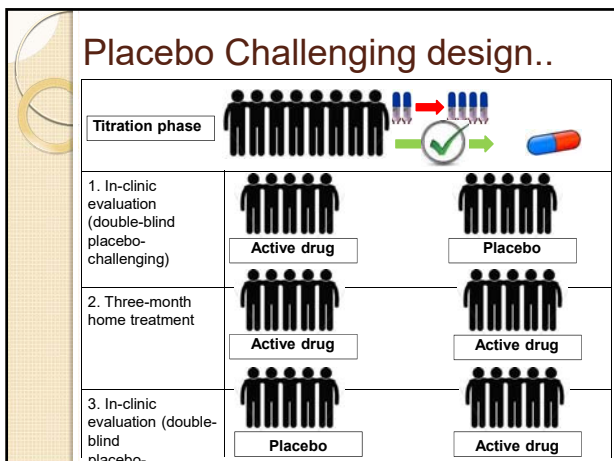 Placebo Challenging design..
Titration phase
1. In-clinic
evaluation
(double-blind
placebo-
challenging)
Active drug
Placebo
2. Three-month
home treatment
Active drug
Active drug
3. In-clinic
evaluation (double-
blind
placebo-
Placebo
Active drug